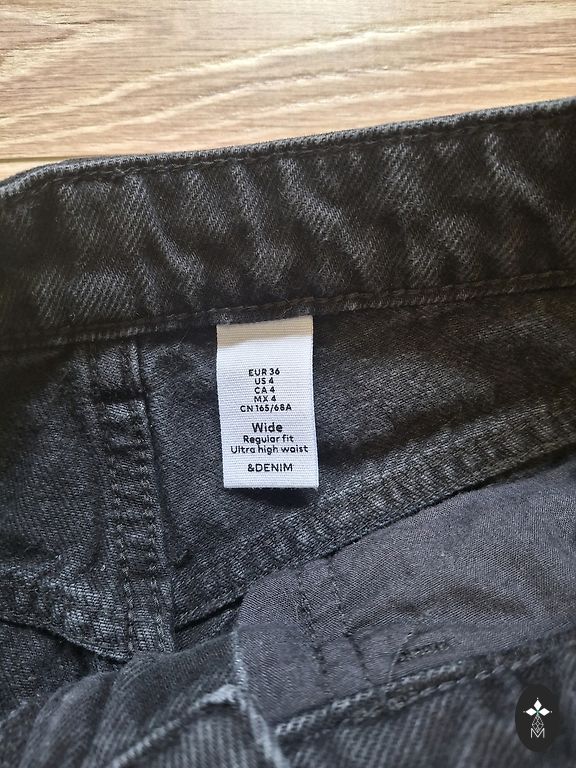 EUR 36
US 4
CA 4
MX 4
CN 165/68A
Wide
Regular fit
Ultra high waist
&DENIM
M